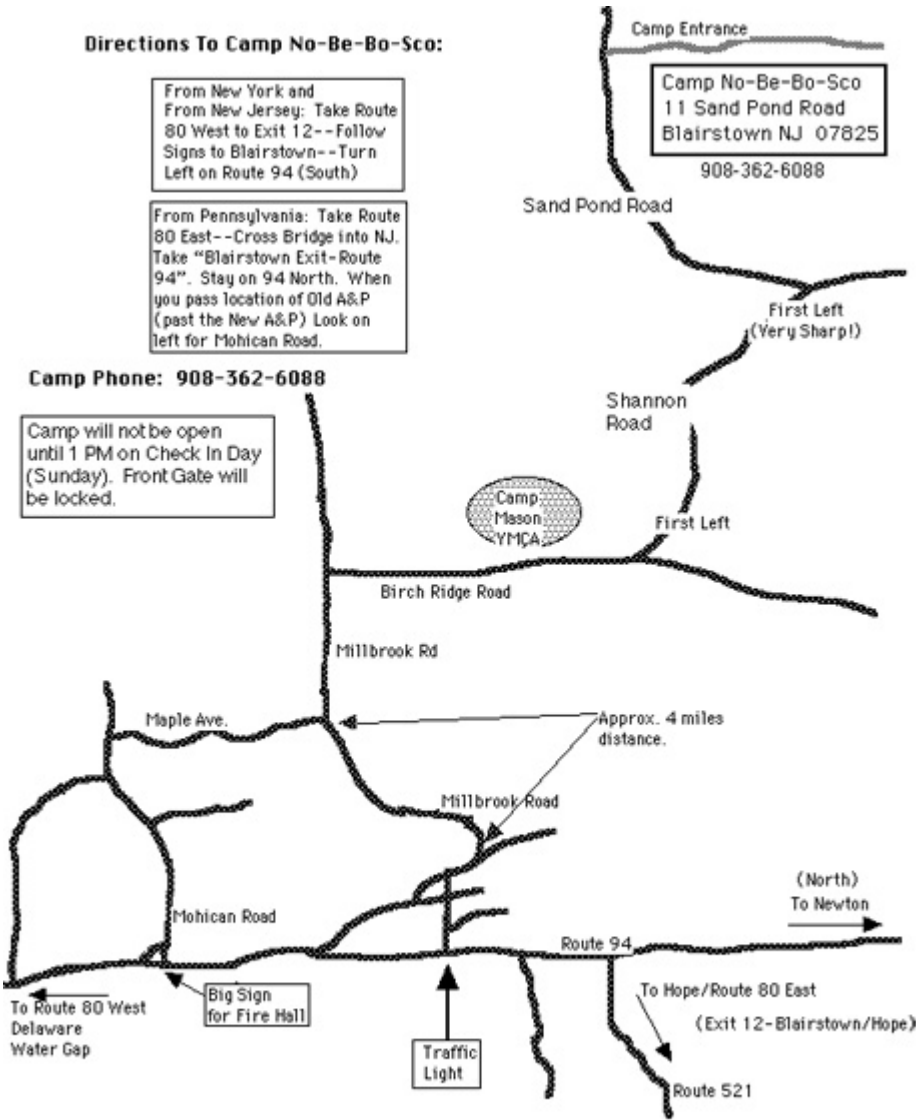 Directions To Camp No-Be-Bo-Sco:
From New York and
From New Jersey: Take Route
80 West to Exit 12--Follow
Signs to Blairstown--Turn
Left on Route 94 (South)
From Pennsylvania: Take Route
80 East--Cross Bridge into NJ.
Take “Blairstown Exit-Route
94”. Stay on 94 North. When
you pass location of Old A&P
(past the New A&P) Look on
left for Mohican Road.
Camp Phone: 908-362-6088
Camp will not be open
until 1 PM on Check In Day
(Sunday). Front Gate will
be locked.
Camp Entrance
Camp No-Be-Bo-Sco
11 Sand Pond Road
Blairstown NJ 07825
908-362-6088
Sand Pond Road
First Left
(Very Sharp!)
Shannon
Road
Camp
Mason
YMCA
First Left
Birch Ridge Road
Millbrook Rd
Maple Ave.
Approx. 4 miles
distance.
Millbrook Road
Mohican Road
(North)
To Newton
Route 94
To Route 80 West
Delaware
Water Gap
Big Sign
for Fire Hall
Traffic
Light
To Hope/Route 80 East
(Exit 12-Blairstown/Hope)
Route 521